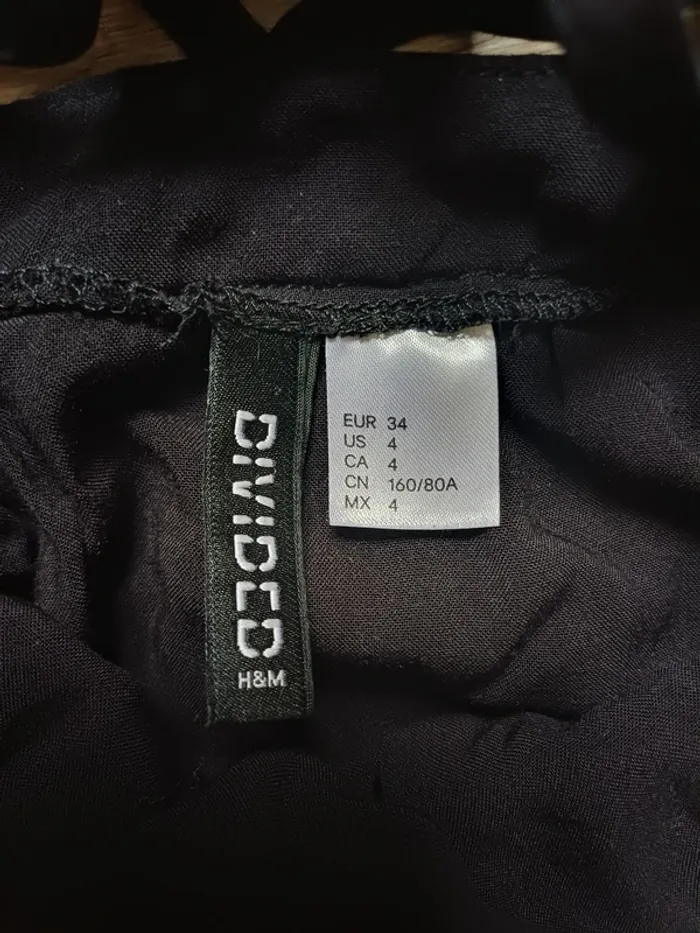 DIVIDED
H&M
EUR 34
US 4
CA 4
CN 160/80A
MX 4